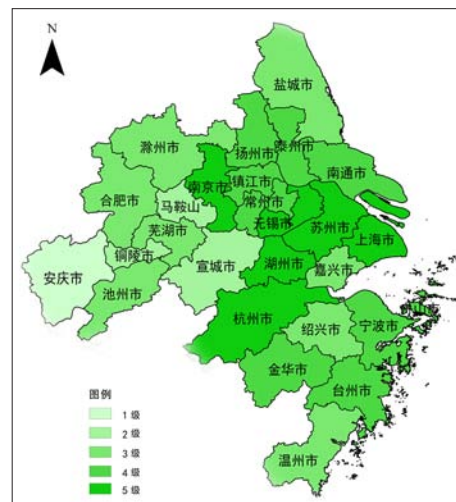 N
盐城市
滁州市
扬州市
泰州市
南通市
南京市
镇江市
合肥市
马鞍山
常州市
芜湖市
无锡市
苏州市
上海市
铜陵市
安庆市
宣城市
湖州市
嘉兴市
池州市
杭州市
绍兴市
宁波市
金华市
台州市
温州市
图例
1 级
2 级
3 级
4 级
5 级